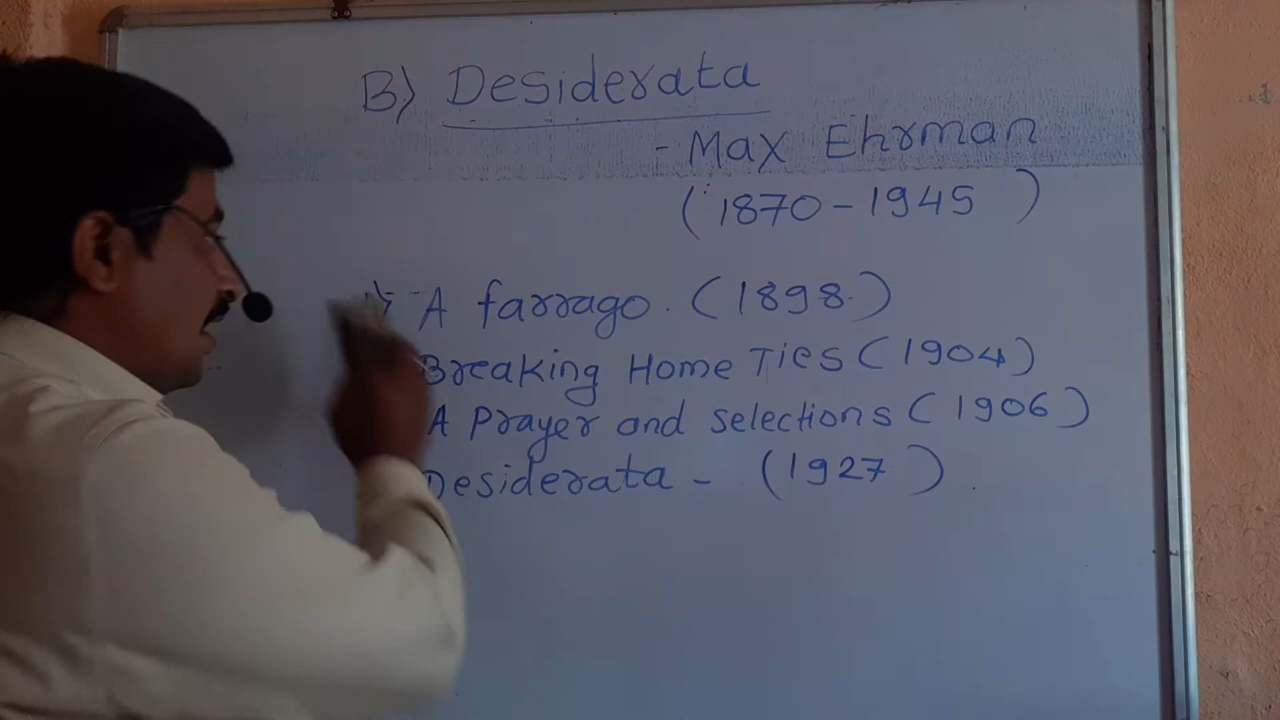 B) Desiderata
- Max Ehrman
(1870-1945)
A farrago. (1898.)
Breaking Home Ties (1904)
A Prayer and selections (1906)
Desiderata - (1927)